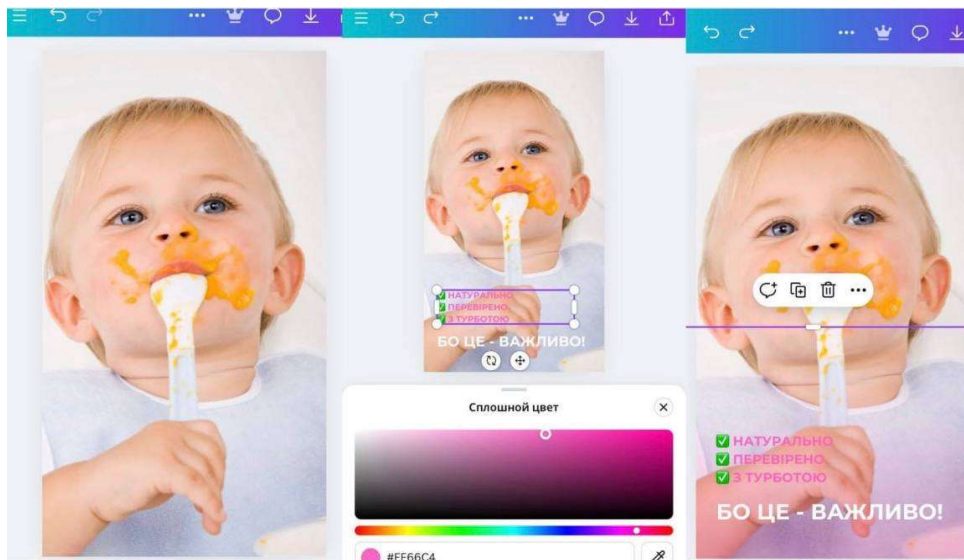 ✅ НАТУРАЛЬНО
✅ ПЕРЕВІРЕНО
✅ З ТУРБОТОЮ
БО ЦЕ - ВАЖЛИВО!
Сплошной цвет
#FF66C4
✅ НАТУРАЛЬНО
✅ ПЕРЕВІРЕНО
✅ З ТУРБОТОЮ
БО ЦЕ - ВАЖЛИВО!